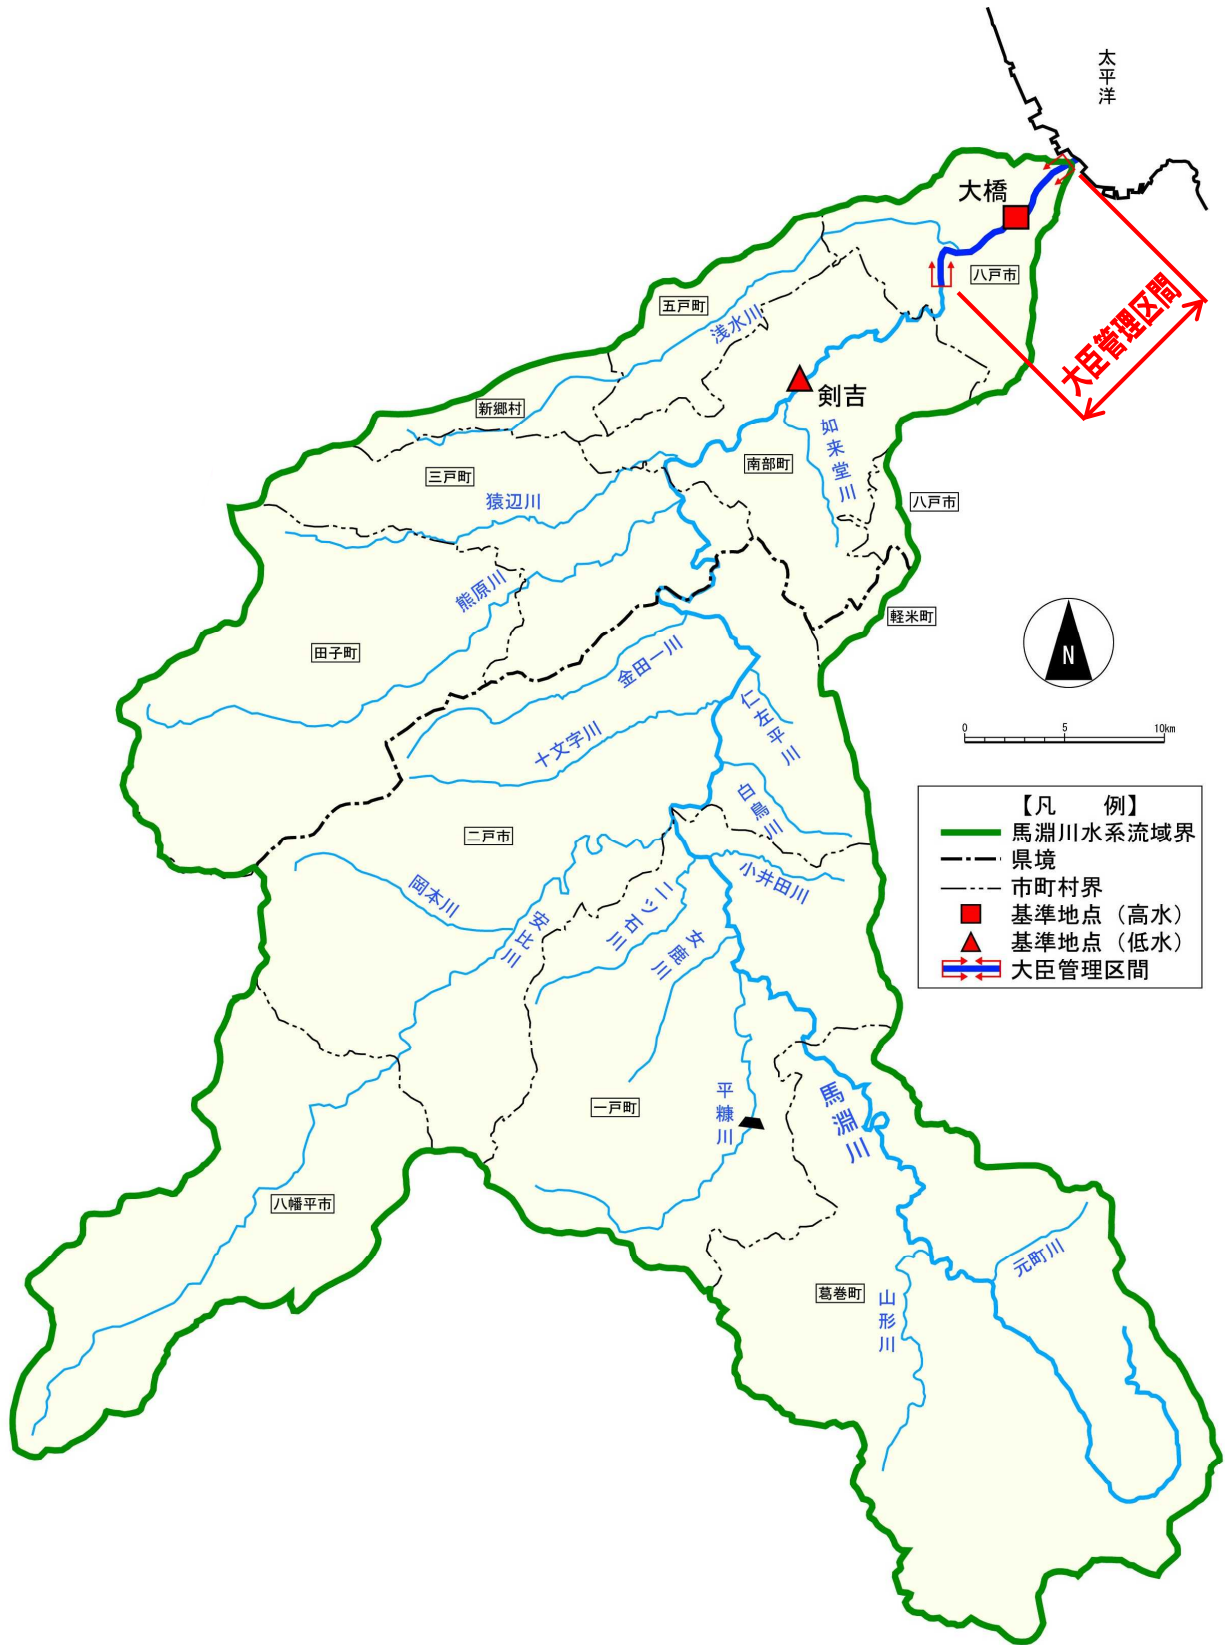 太平洋
大橋
八戸市
大臣管理区間
五戸町
浅水川
剣吉
新郷村
如来堂川
南部町
三戸町
猿辺川
八戸市
熊原川
軽米町
田子町
金田一川
N
仁左平川
十文字川
0 5 10km
白鳥川
二戸市
【凡 例】
馬淵川水系流域界
県境
市町村界
基準地点（高水）
基準地点（低水）
大臣管理区間
小井田川
岡本川
二ツ石川
安比川
女鹿川
一戸町
平糠川
馬淵川
八幡平市
元町川
葛巻町
山形川